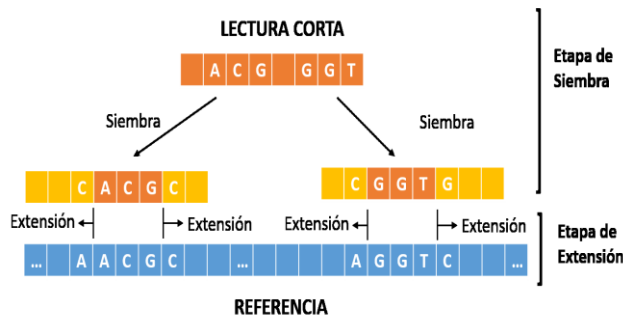 LECTURA CORTA
A C G G G T
Etapa de
Siembra
Siembra
Siembra
C A C G C
C G G T G
Extensión
Extensión
Extensión
Extensión
Etapa de
Extensión
... A A C G C ... A G G T C ...
REFERENCIA